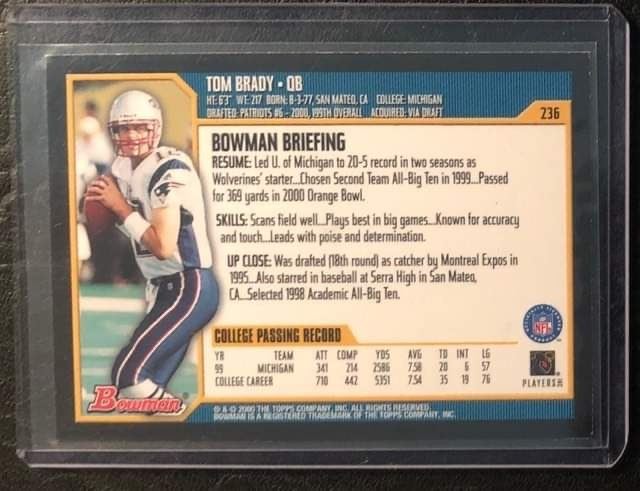 TOM BRADY • QB
HT: 6'3" WT: 217 BORN: 8-3-77, SAN MATEO, CA COLLEGE: MICHIGAN
DRAFTED: PATRIOTS #6 - 2000, 199TH OVERALL ACQUIRED: VIA DRAFT
236
BOWMAN BRIEFING
RESUME: Led U. of Michigan to 20-5 record in two seasons as
Wolverines' starter...Chosen Second Team All-Big Ten in 1999...Passed
for 369 yards in 2000 Orange Bowl.
SKILLS: Scans field well...Plays best in big games...Known for accuracy
and touch...Leads with poise and determination.
UP CLOSE: Was drafted (18th round) as catcher by Montreal Expos in
1995...Also starred in baseball at Serra High in San Mateo,
CA...Selected 1998 Academic All-Big Ten.
COLLEGE PASSING RECORD
YR TEAM ATT COMP YDS AVG TD INT LG
99 MICHIGAN 341 214 2586 7.58 20 6 57
COLLEGE CAREER 710 442 5351 7.54 35 19 76
NFL
PLAYERS INC
Bowman
® & © 2000 THE TOPPS COMPANY, INC. ALL RIGHTS RESERVED.
BOWMAN IS A REGISTERED TRADEMARK OF THE TOPPS COMPANY, INC.